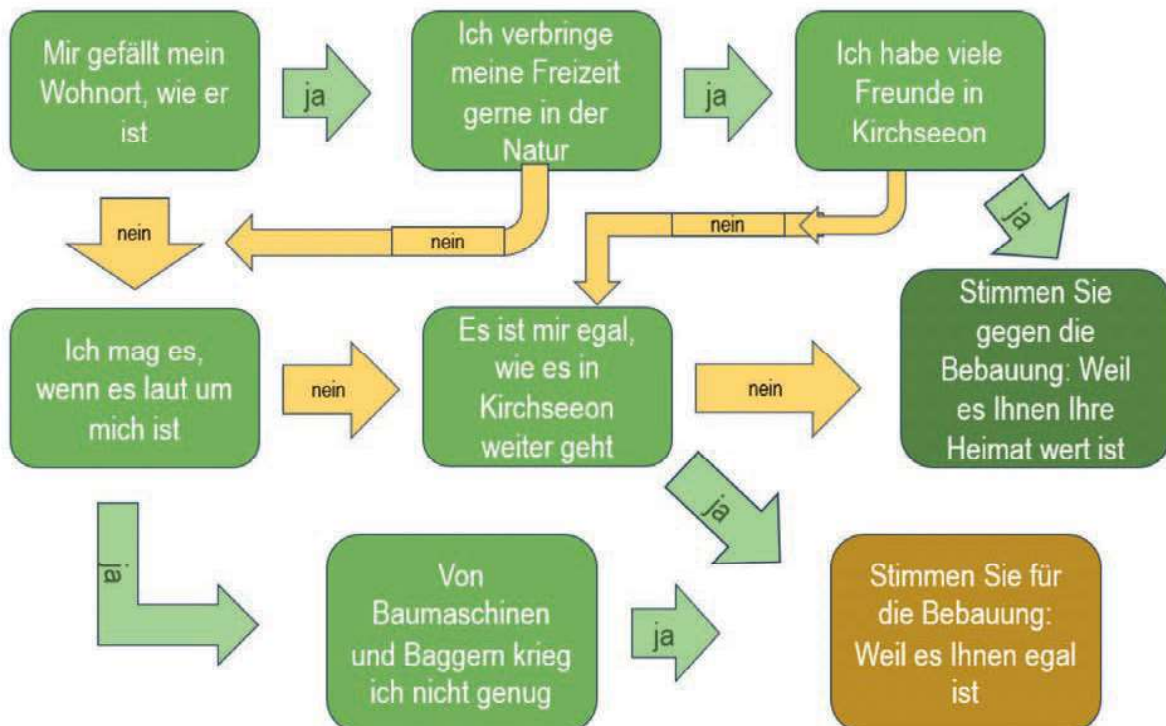 Mir gefällt mein
Wohnort, wie er
ist
ja
Ich verbringe
meine Freizeit
gerne in der
Natur
ja
Ich habe viele
Freunde in
Kirchseeon
nein
nein
nein
ja
Ich mag es,
wenn es laut um
mich ist
nein
Es ist mir egal,
wie es in
Kirchseeon
weiter geht
nein
Stimmen Sie
gegen die
Bebauung: Weil
es Ihnen Ihre
Heimat wert ist
ja
ja
Von
Baumaschinen
und Baggern krieg
ich nicht genug
ja
Stimmen Sie für
die Bebauung:
Weil es Ihnen egal
ist